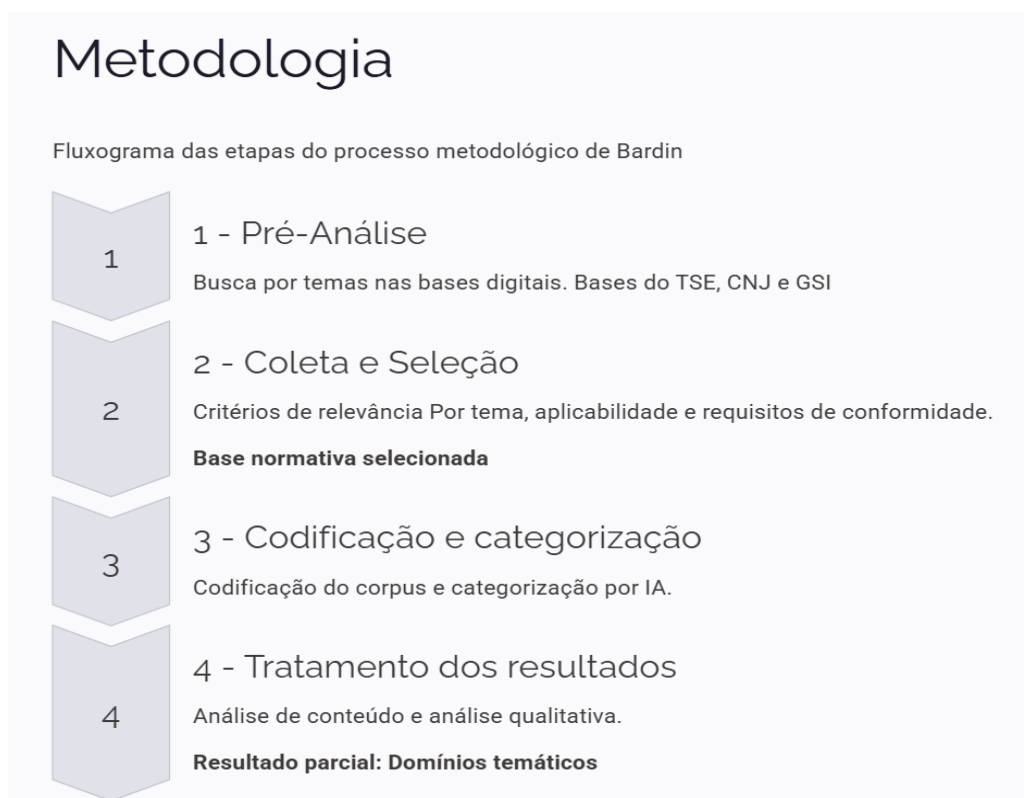 Metodologia
Fluxograma das etapas do processo metodológico de Bardin
1
1 - Pré-Análise
Busca por temas nas bases digitais. Bases do TSE, CNJ e GSI
2
2 - Coleta e Seleção
Critérios de relevância Por tema, aplicabilidade e requisitos de conformidade.
Base normativa selecionada
3
3 - Codificação e categorização
Codificação do corpus e categorização por IA.
4
4 - Tratamento dos resultados
Análise de conteúdo e análise qualitativa.
Resultado parcial: Domínios temáticos